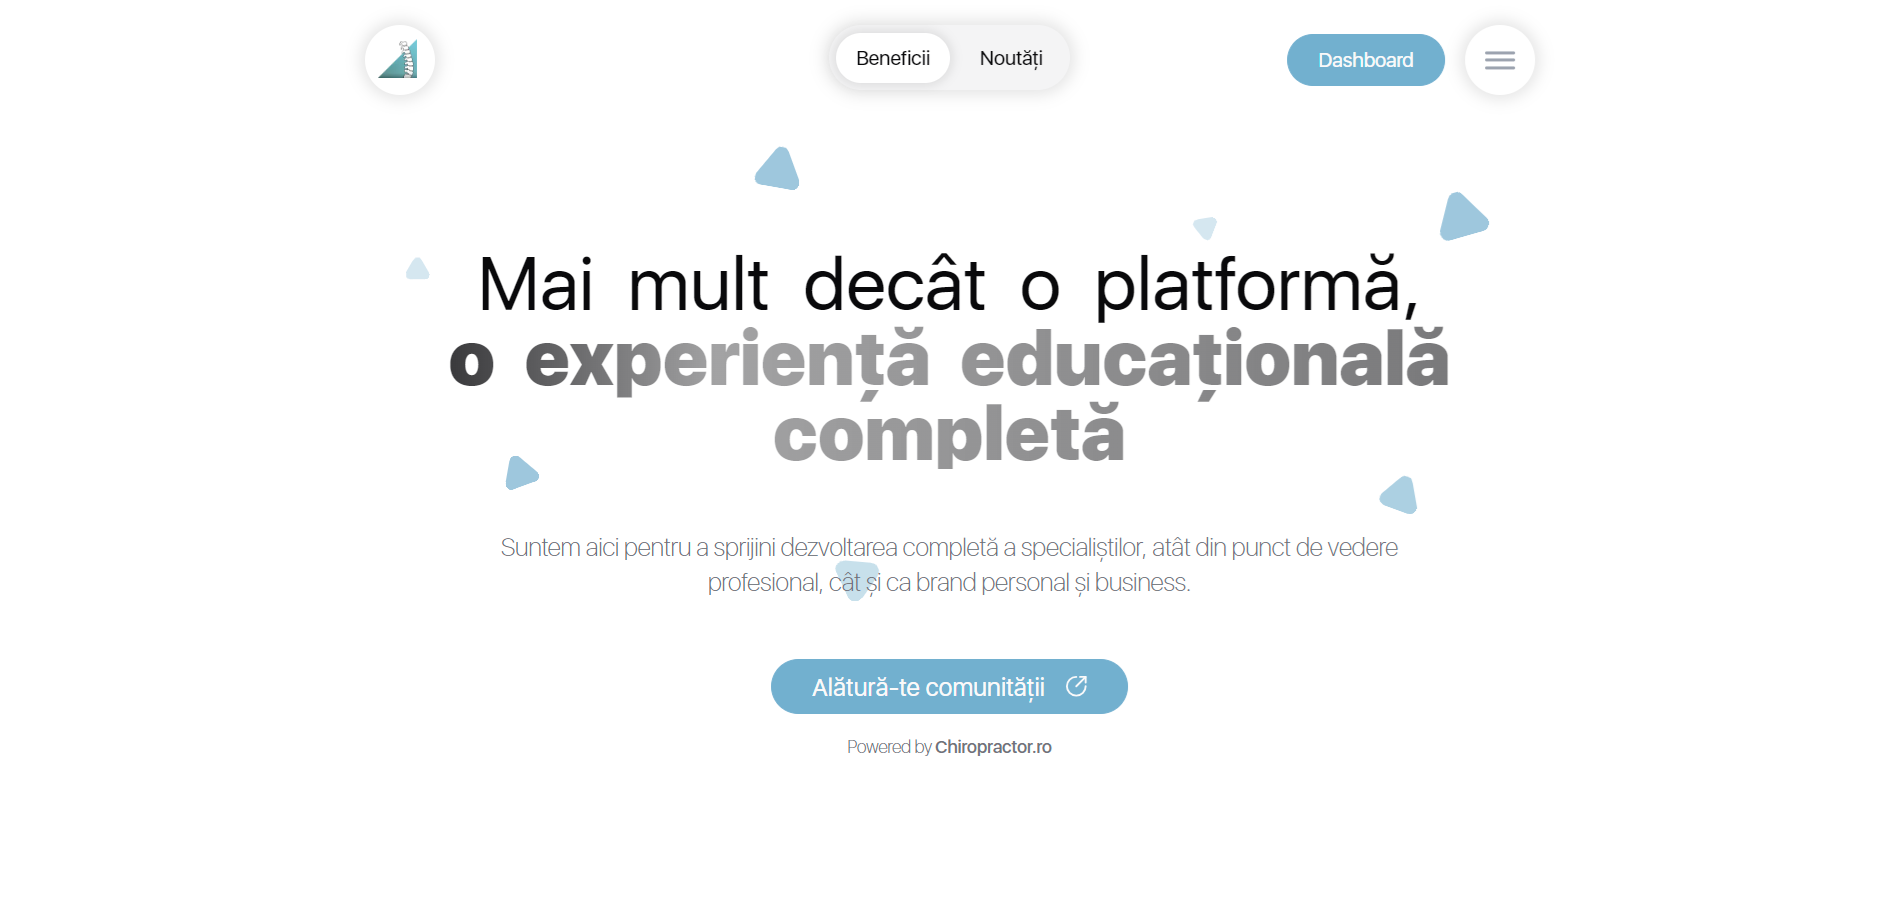 Beneficii
Noutăți
Dashboard
Mai mult decât o platformă,
o experiență educațională
completă
Suntem aici pentru a sprijini dezvoltarea completă a specialiștilor, atât din punct de vedere
profesional, cât și ca brand personal și business.
Alătură-te comunității
Powered by Chiropractor.ro